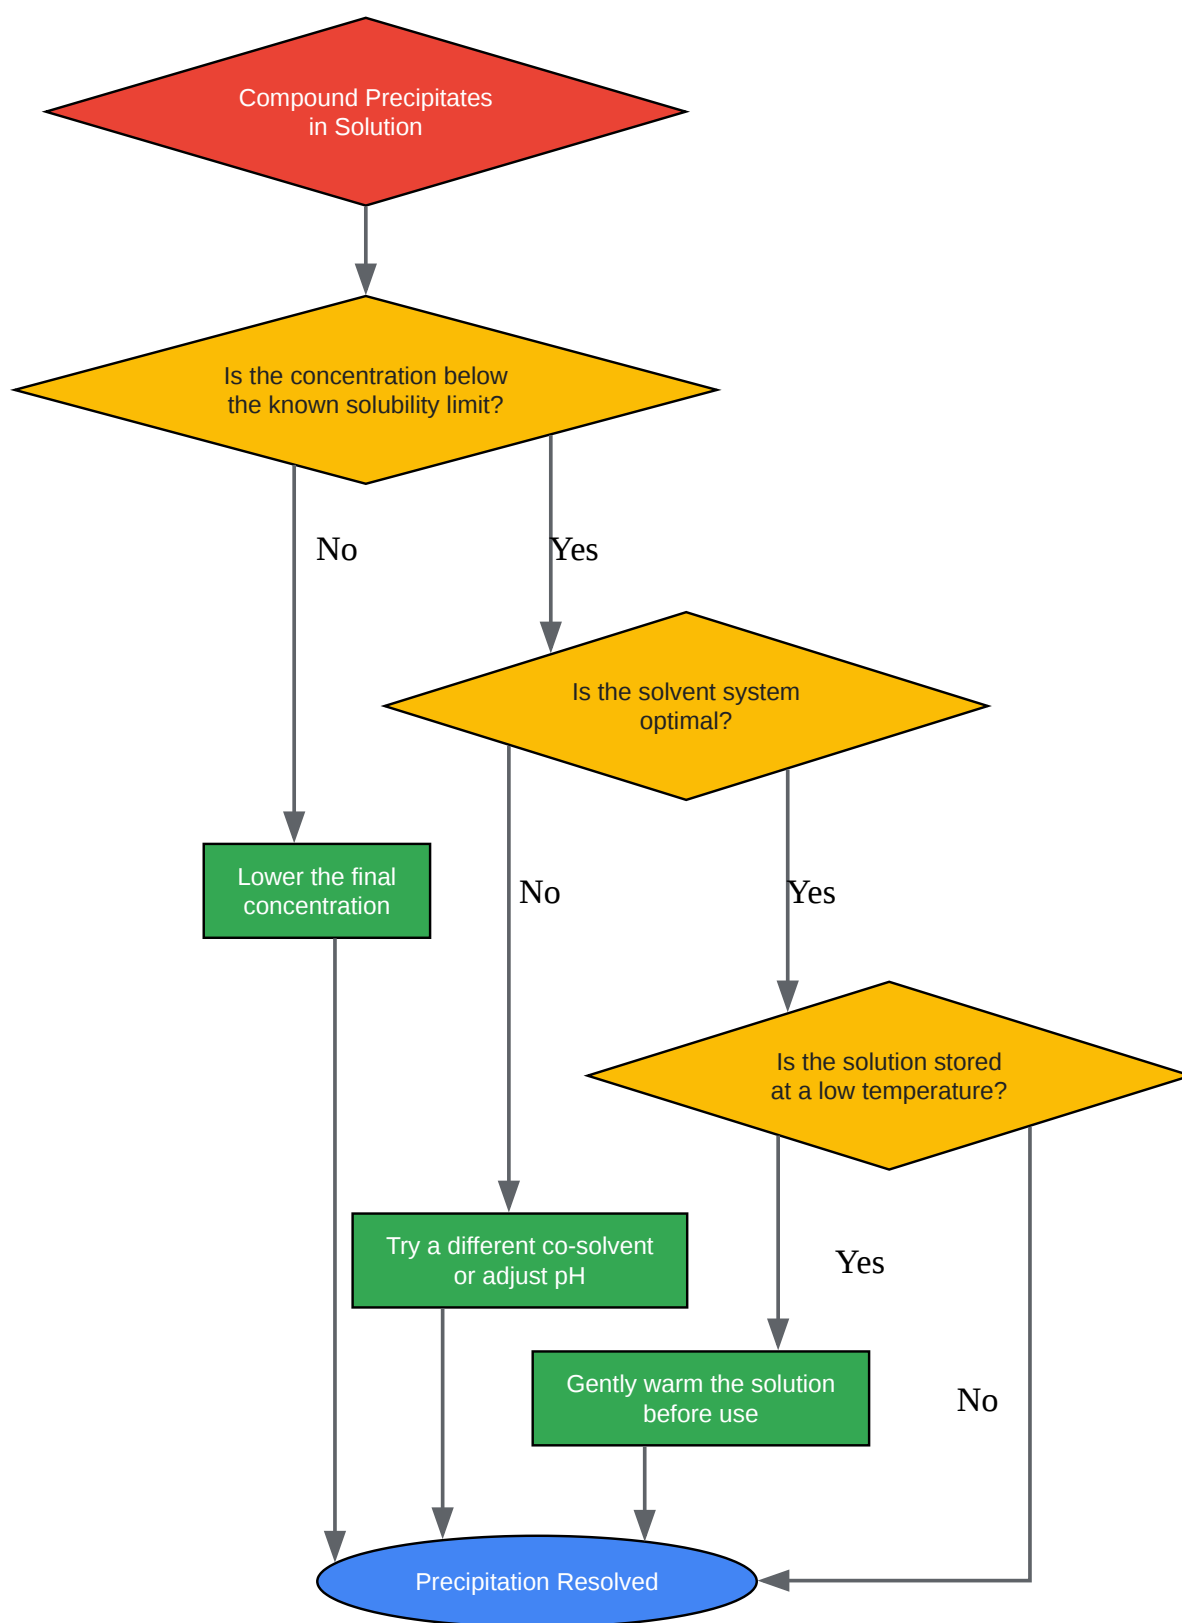 Compound Precipitates
in Solution
Is the concentration below
the known solubility limit?
No
Yes
Is the solvent system
optimal?
Lower the final
concentration
No
Yes
Is the solution stored
at a low temperature?
Try a different co-solvent
or adjust pH
Yes
Gently warm the solution
before use
No
Precipitation Resolved